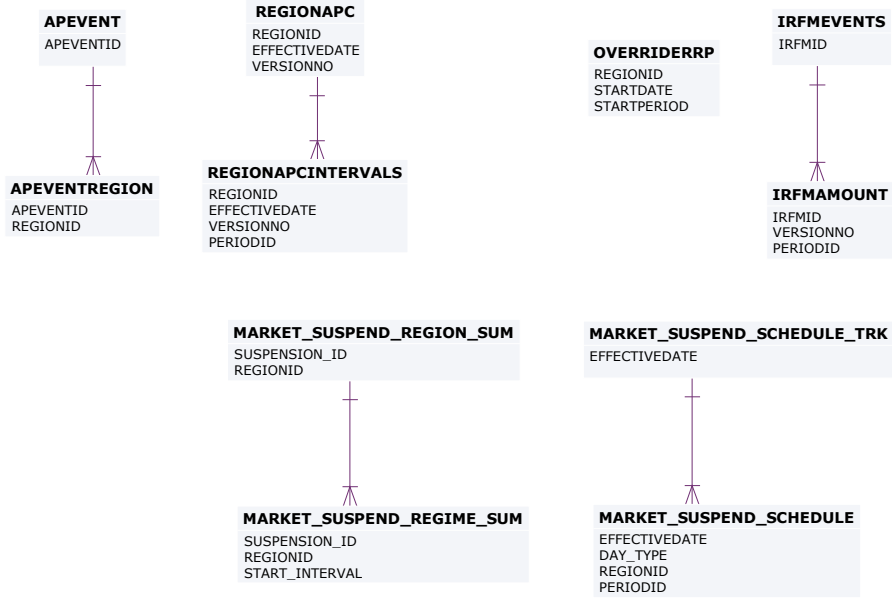 APEVENT
APEVENTID
REGIONAPC
REGIONID
EFFECTIVEDATE
VERSIONNO
OVERRIDERRP
REGIONID
STARTDATE
STARTPERIOD
IRFMEVENTS
IRFMID
APEVENTREGION
APEVENTID
REGIONID
REGIONAPCINTERVALS
REGIONID
EFFECTIVEDATE
VERSIONNO
PERIODID
IRFMAMOUNT
IRFMID
VERSIONNO
PERIODID
MARKET_SUSPEND_REGION_SUM
SUSPENSION_ID
REGIONID
MARKET_SUSPEND_SCHEDULE_TRK
EFFECTIVEDATE
MARKET_SUSPEND_REGIME_SUM
SUSPENSION_ID
REGIONID
START_INTERVAL
MARKET_SUSPEND_SCHEDULE
EFFECTIVEDATE
DAY_TYPE
REGIONID
PERIODID